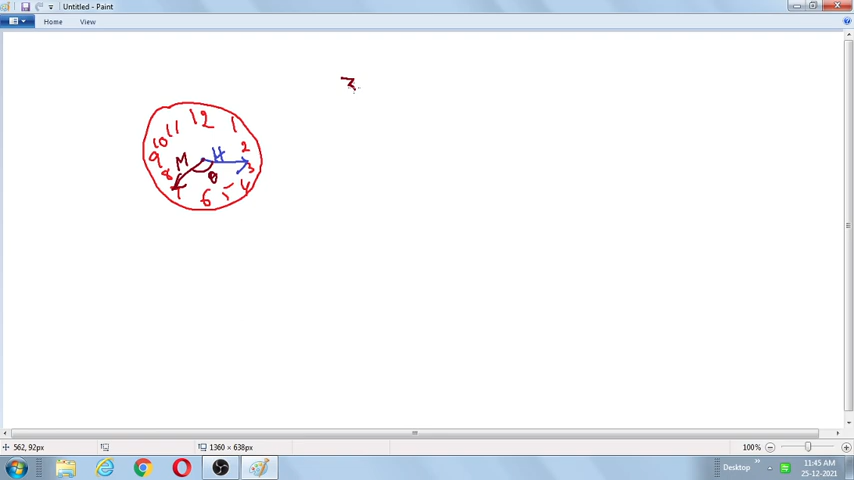 Untitled - Paint
Home View
3
12
11 1
10 2
9 M H 3
8 θ 4
7 5
6
562, 92px 1360 × 638px 100%
Desktop » 11:45 AM
25-12-2021